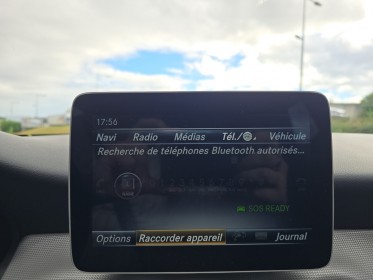 17:56
Navi Radio Médias Tél./ Véhicule
Recherche de téléphones Bluetooth autorisés...
SOS READY
Options Raccorder appareil Journal